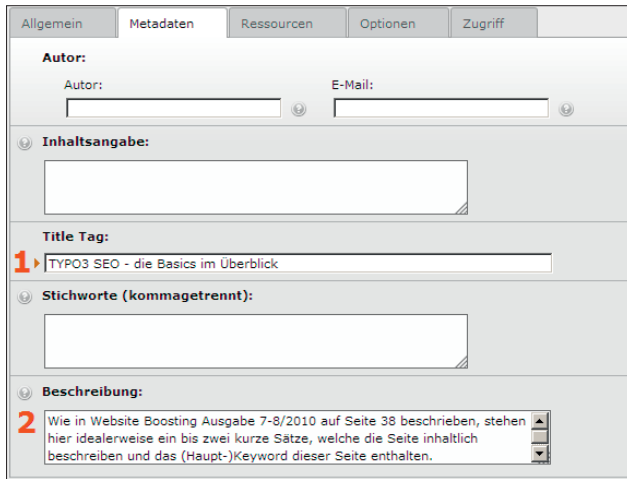 Allgemein Metadaten Ressourcen Optionen Zugriff
Autor:
Autor: E-Mail:
Inhaltsangabe:
Title Tag:
1 TYPO3 SEO - die Basics im Überblick
Stichworte (kommagetrennt):
Beschreibung:
2 Wie in Website Boosting Ausgabe 7-8/2010 auf Seite 38 beschrieben, stehen
hier idealerweise ein bis zwei kurze Sätze, welche die Seite inhaltlich
beschreiben und das (Haupt-)Keyword dieser Seite enthalten.